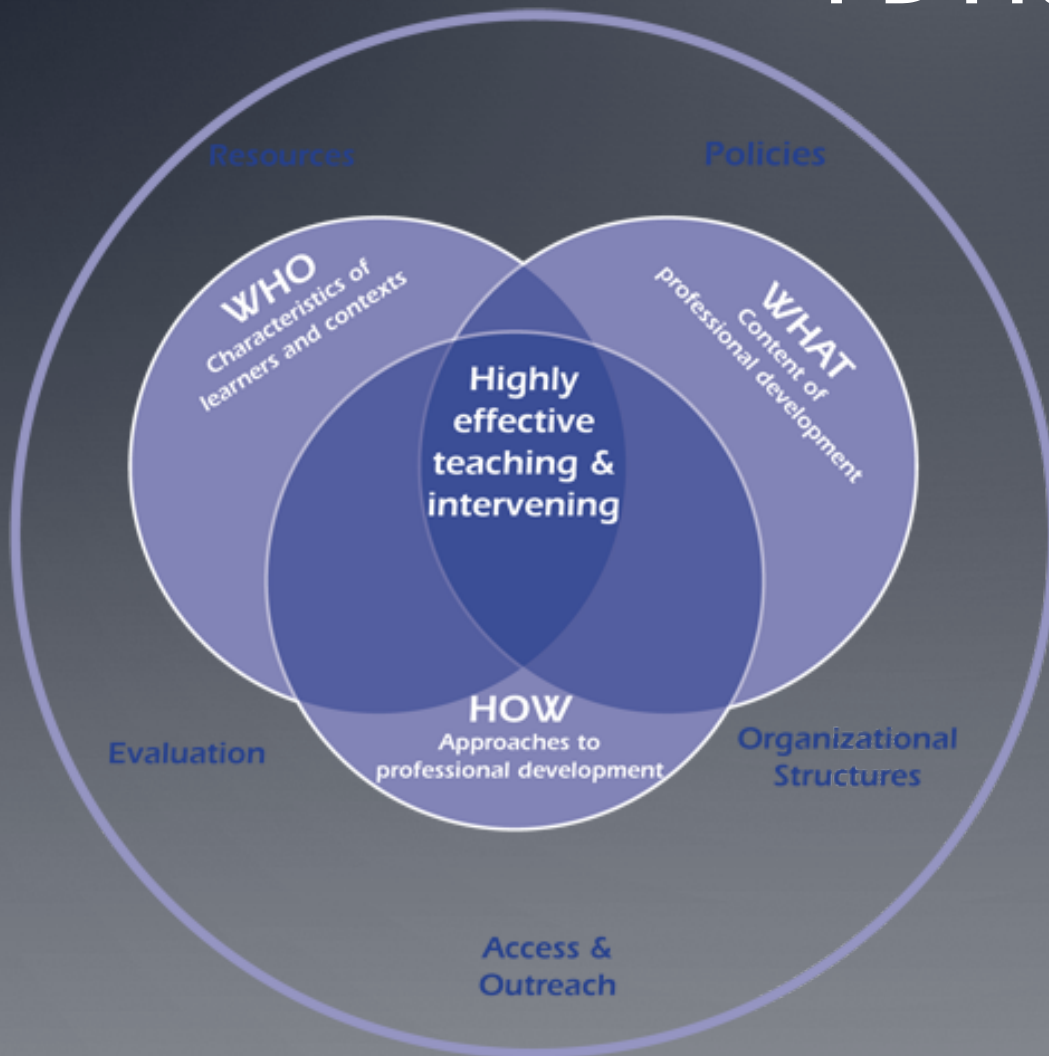 Resources
Policies
WHO
Characteristics of
learners and contexts
WHAT
Content of
professional development
Highly
effective
teaching &
intervening
HOW
Approaches to
professional development
Evaluation
Organizational
Structures
Access &
Outreach